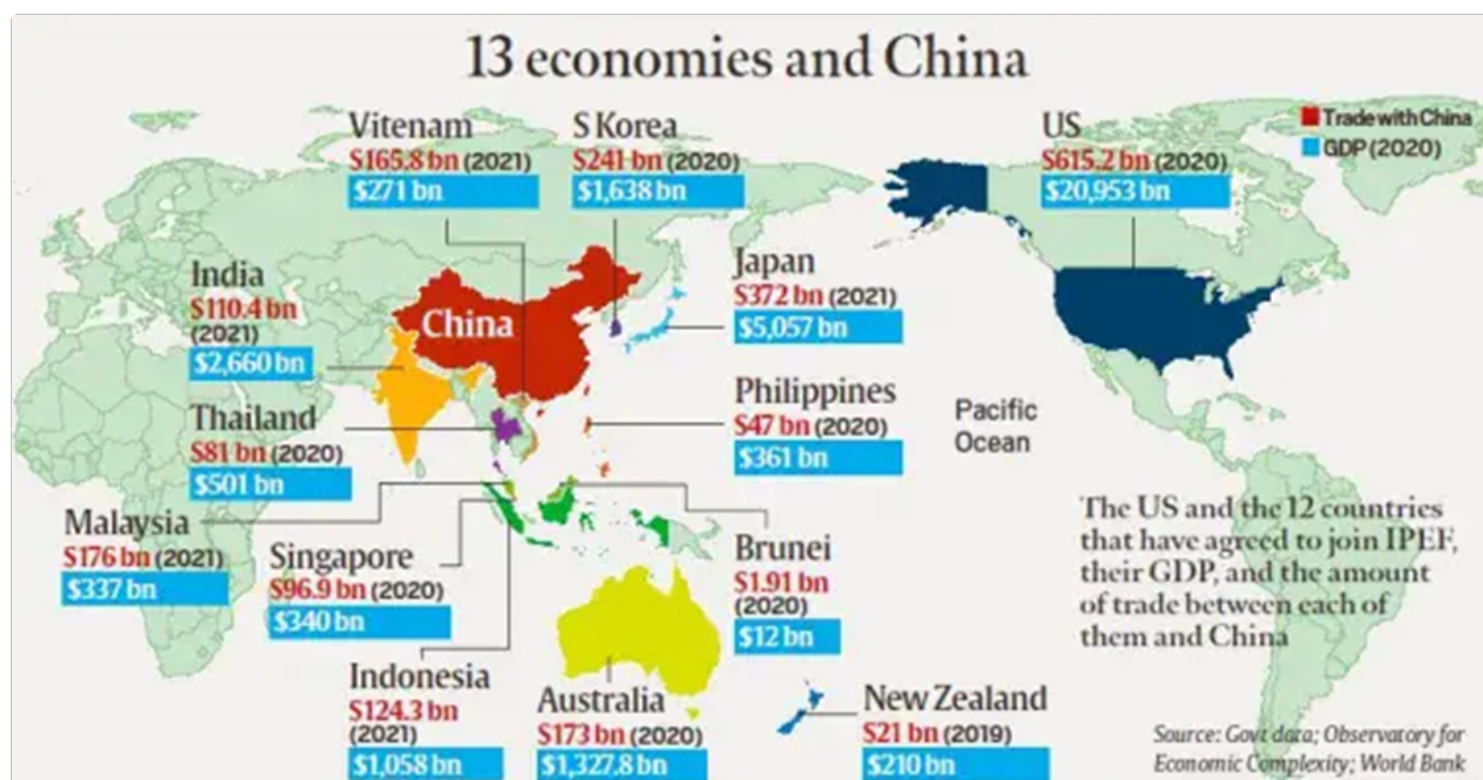 13 economies and China
Vitenam
$165.8 bn (2021)
$271 bn
S Korea
$241 bn (2020)
$1,638 bn
US
$615.2 bn (2020)
$20,953 bn
Trade with China
GDP (2020)
India
$110.4 bn
(2021)
$2,660 bn
China
Japan
$372 bn (2021)
$5,057 bn
Thailand
$81 bn (2020)
$501 bn
Philippines
$47 bn (2020)
$361 bn
Pacific
Ocean
Malaysia
$176 bn (2021)
$337 bn
Singapore
$96.9 bn (2020)
$340 bn
Brunei
$1.91 bn
(2020)
$12 bn
The US and the 12 countries
that have agreed to join IPEF,
their GDP, and the amount
of trade between each of
them and China
Indonesia
$124.3 bn
(2021)
$1,058 bn
Australia
$173 bn (2020)
$1,327.8 bn
New Zealand
$21 bn (2019)
$210 bn
Source: Govt data; Observatory for
Economic Complexity; World Bank